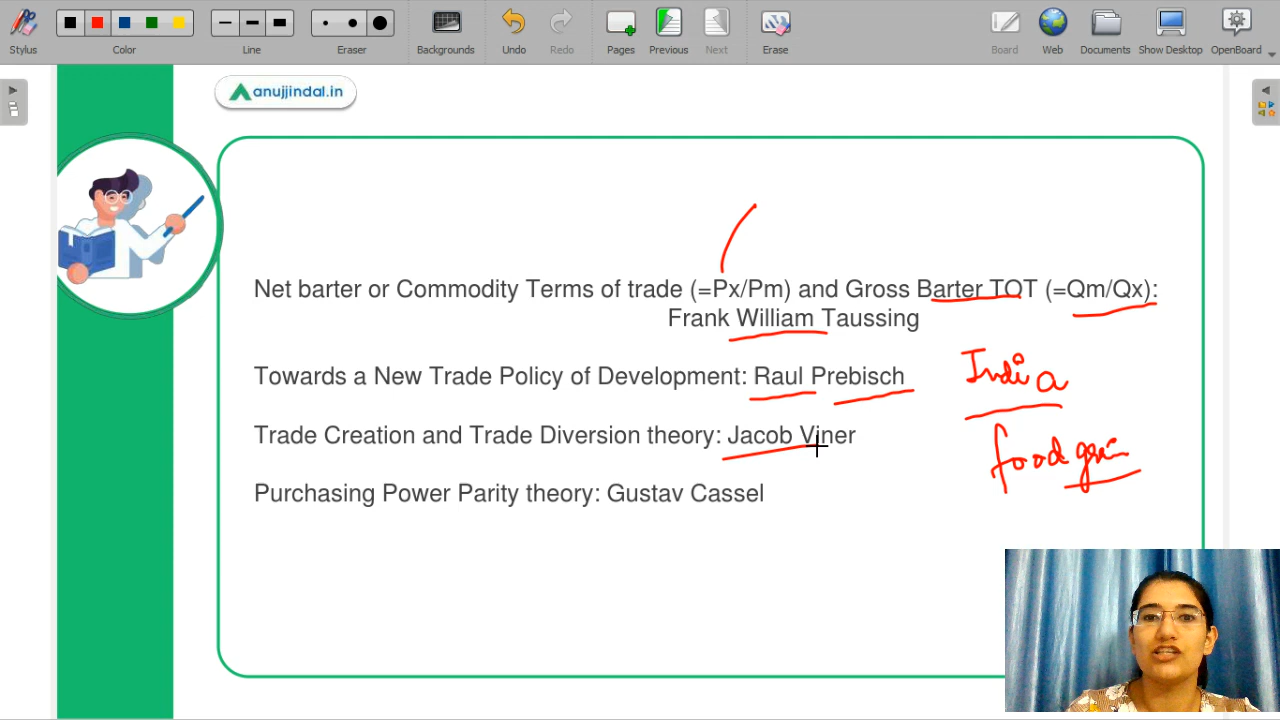 Stylus Color Line Eraser Backgrounds Undo Redo Pages Previous Next Erase Board Web Documents Show Desktop OpenBoard
anujjindal.in
Net barter or Commodity Terms of trade (=Px/Pm) and Gross Barter TOT (=Qm/Qx):
Frank William Taussing
Towards a New Trade Policy of Development: Raul Prebisch
India
Trade Creation and Trade Diversion theory: Jacob Viner
food grain
Purchasing Power Parity theory: Gustav Cassel